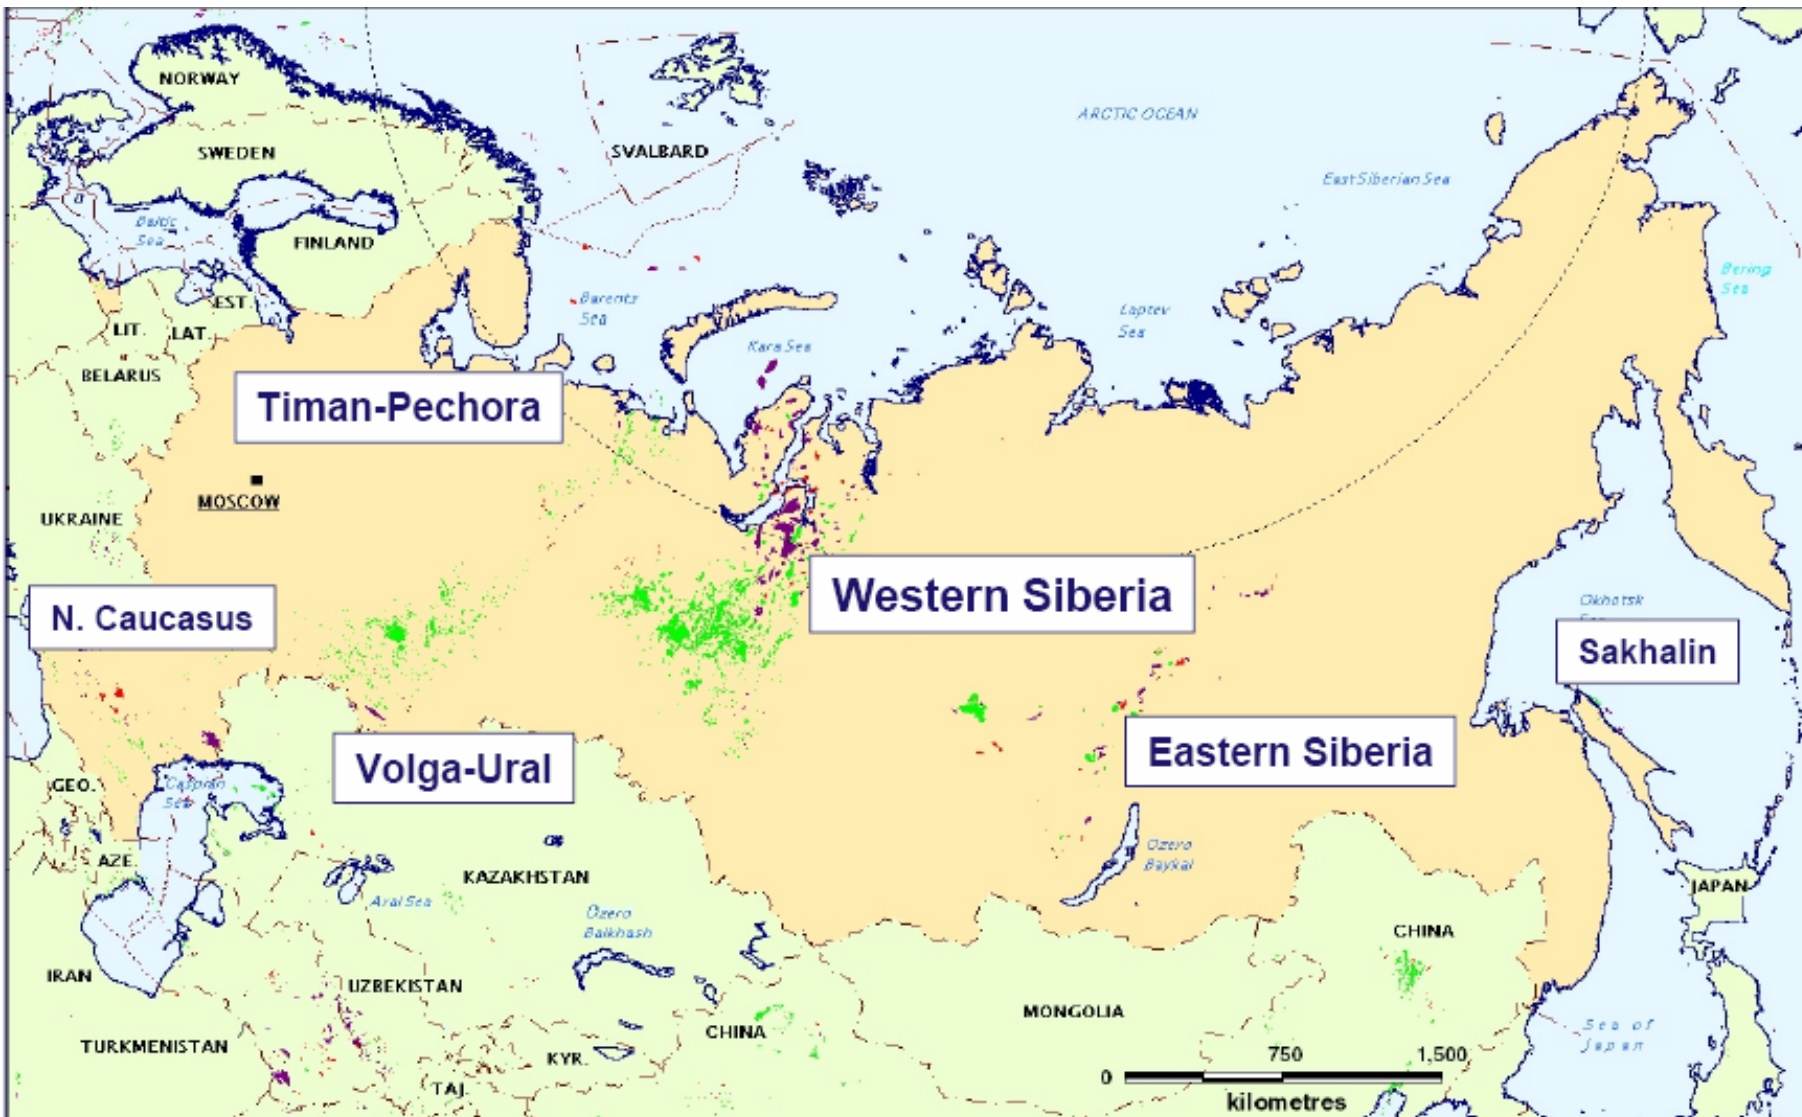 NORWAY
ARCTIC OCEAN
SWEDEN
SVALBARD
East Siberian Sea
Baltic
Sea
FINLAND
Bering
Sea
EST.
Barents
Sea
Laptev
Sea
LIT.
LAT.
Kara Sea
BELARUS
Timan-Pechora
MOSCOW
UKRAINE
Western Siberia
N. Caucasus
Okhotsk
Sakhalin
Volga-Ural
Eastern Siberia
GEO.
Caspian
Sea
AZE.
Ozero
Baykal
KAZAKHSTAN
Aral Sea
JAPAN
Ozero
Balkhash
CHINA
IRAN
UZBEKISTAN
MONGOLIA
CHINA
Sea of
Japan
TURKMENISTAN
KYR.
TAJ.
750
1,500
0
kilometres